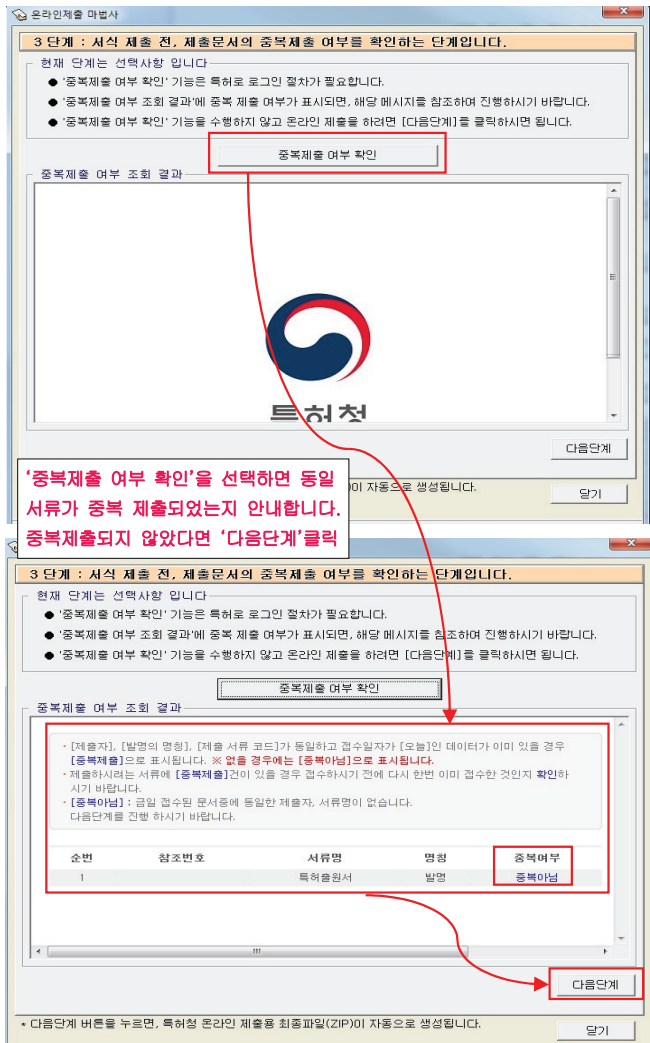 온라인제출 마법사
3 단계 : 서식 제출 전, 제출문서의 중복제출 여부를 확인하는 단계입니다.
현재 단계는 선택사항 입니다
● '중복제출 여부 확인' 기능은 특허로 로그인 절차가 필요합니다.
● '중복제출 여부 조회 결과'에 중복 제출 여부가 표시되면, 해당 메시지를 참조하여 진행하시기 바랍니다.
● '중복제출 여부 확인' 기능을 수행하지 않고 온라인 제출을 하려면 [다음단계]를 클릭하시면 됩니다.
중복제출 여부 확인
중복제출 여부 조회 결과
특허청
다음단계
'중복제출 여부 확인'을 선택하면 동일
서류가 중복 제출되었는지 안내합니다.
중복제출되지 않았다면 '다음단계'클릭
이 자동으로 생성됩니다.
닫기
3 단계 : 서식 제출 전, 제출문서의 중복제출 여부를 확인하는 단계입니다.
현재 단계는 선택사항 입니다
● '중복제출 여부 확인' 기능은 특허로 로그인 절차가 필요합니다.
● '중복제출 여부 조회 결과'에 중복 제출 여부가 표시되면, 해당 메시지를 참조하여 진행하시기 바랍니다.
● '중복제출 여부 확인' 기능을 수행하지 않고 온라인 제출을 하려면 [다음단계]를 클릭하시면 됩니다.
중복제출 여부 확인
중복제출 여부 조회 결과
· [제출자], [발명의 명칭], [제출 서류 코드]가 동일하고 접수일자가 [오늘]인 데이터가 이미 있을 경우
[중복제출]으로 표시됩니다. ※ 없을 경우에는 [중복아님]으로 표시됩니다.
· 제출하시려는 서류에 [중복제출]건이 있을 경우 접수하시기 전에 다시 한번 이미 접수한 것인지 확인하
시기 바랍니다.
· [중복아님] : 금일 접수된 문서중에 동일한 제출자, 서류명이 없습니다.
다음단계를 진행 하시기 바랍니다.
순번 참조번호 서류명 명칭 중복여부
1 특허출원서 발명 중복아님
다음단계
* 다음단계 버튼을 누르면, 특허청 온라인 제출용 최종파일(ZIP)이 자동으로 생성됩니다.
닫기